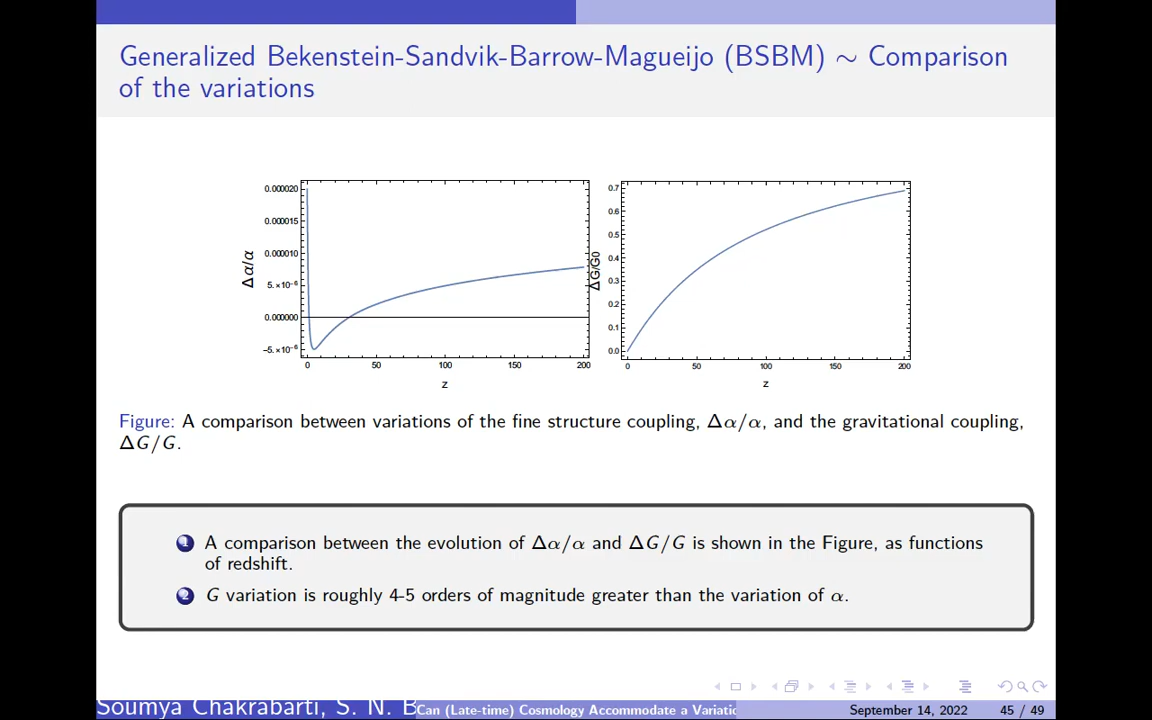 Generalized Bekenstein-Sandvik-Barrow-Magueijo (BSBM) ∼ Comparison
of the variations
0.000020
0.000015
0.000010
5.×10⁻⁶
0.000000
-5.×10⁻⁶
Δα/α
0 50 100 150 200
z
0.7
0.6
0.5
0.4
0.3
0.2
0.1
0.0
ΔG/G0
0 50 100 150 200
z
Figure: A comparison between variations of the fine structure coupling, Δα/α, and the gravitational coupling,
ΔG/G.
1 A comparison between the evolution of Δα/α and ΔG/G is shown in the Figure, as functions
of redshift.
2 G variation is roughly 4-5 orders of magnitude greater than the variation of α.
Soumya Chakrabarti, S. N. B Can (Late-time) Cosmology Accommodate a Variatio September 14, 2022 45 / 49